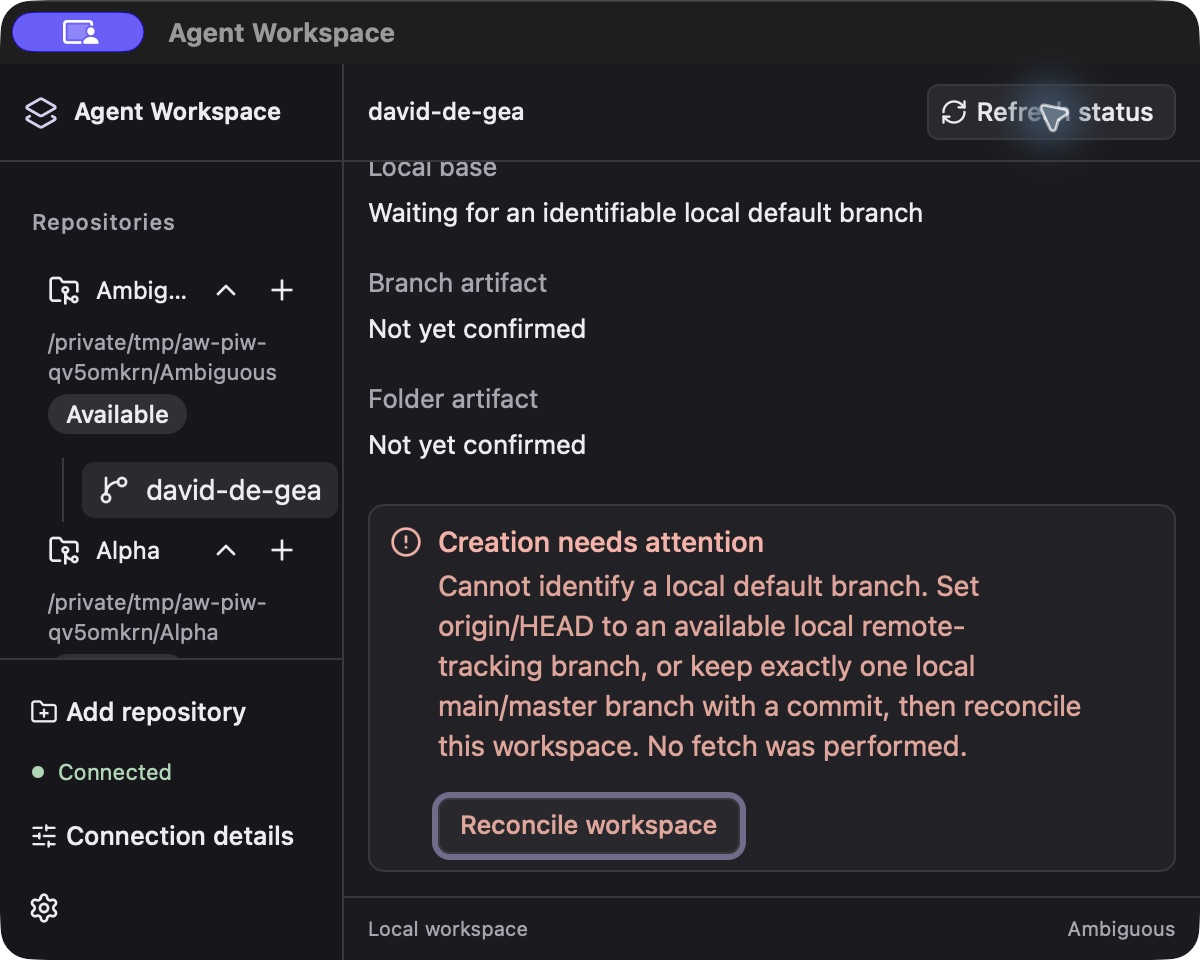 Agent Workspace
Agent Workspace
david-de-gea
Refresh status
Repositories
Ambig...
/private/tmp/aw-piw-
qv5omkrn/Ambiguous
Available
david-de-gea
Alpha
/private/tmp/aw-piw-
qv5omkrn/Alpha
Add repository
Connected
Connection details
Local base
Waiting for an identifiable local default branch
Branch artifact
Not yet confirmed
Folder artifact
Not yet confirmed
Creation needs attention
Cannot identify a local default branch. Set
origin/HEAD to an available local remote-
tracking branch, or keep exactly one local
main/master branch with a commit, then reconcile
this workspace. No fetch was performed.
Reconcile workspace
Local workspace
Ambiguous